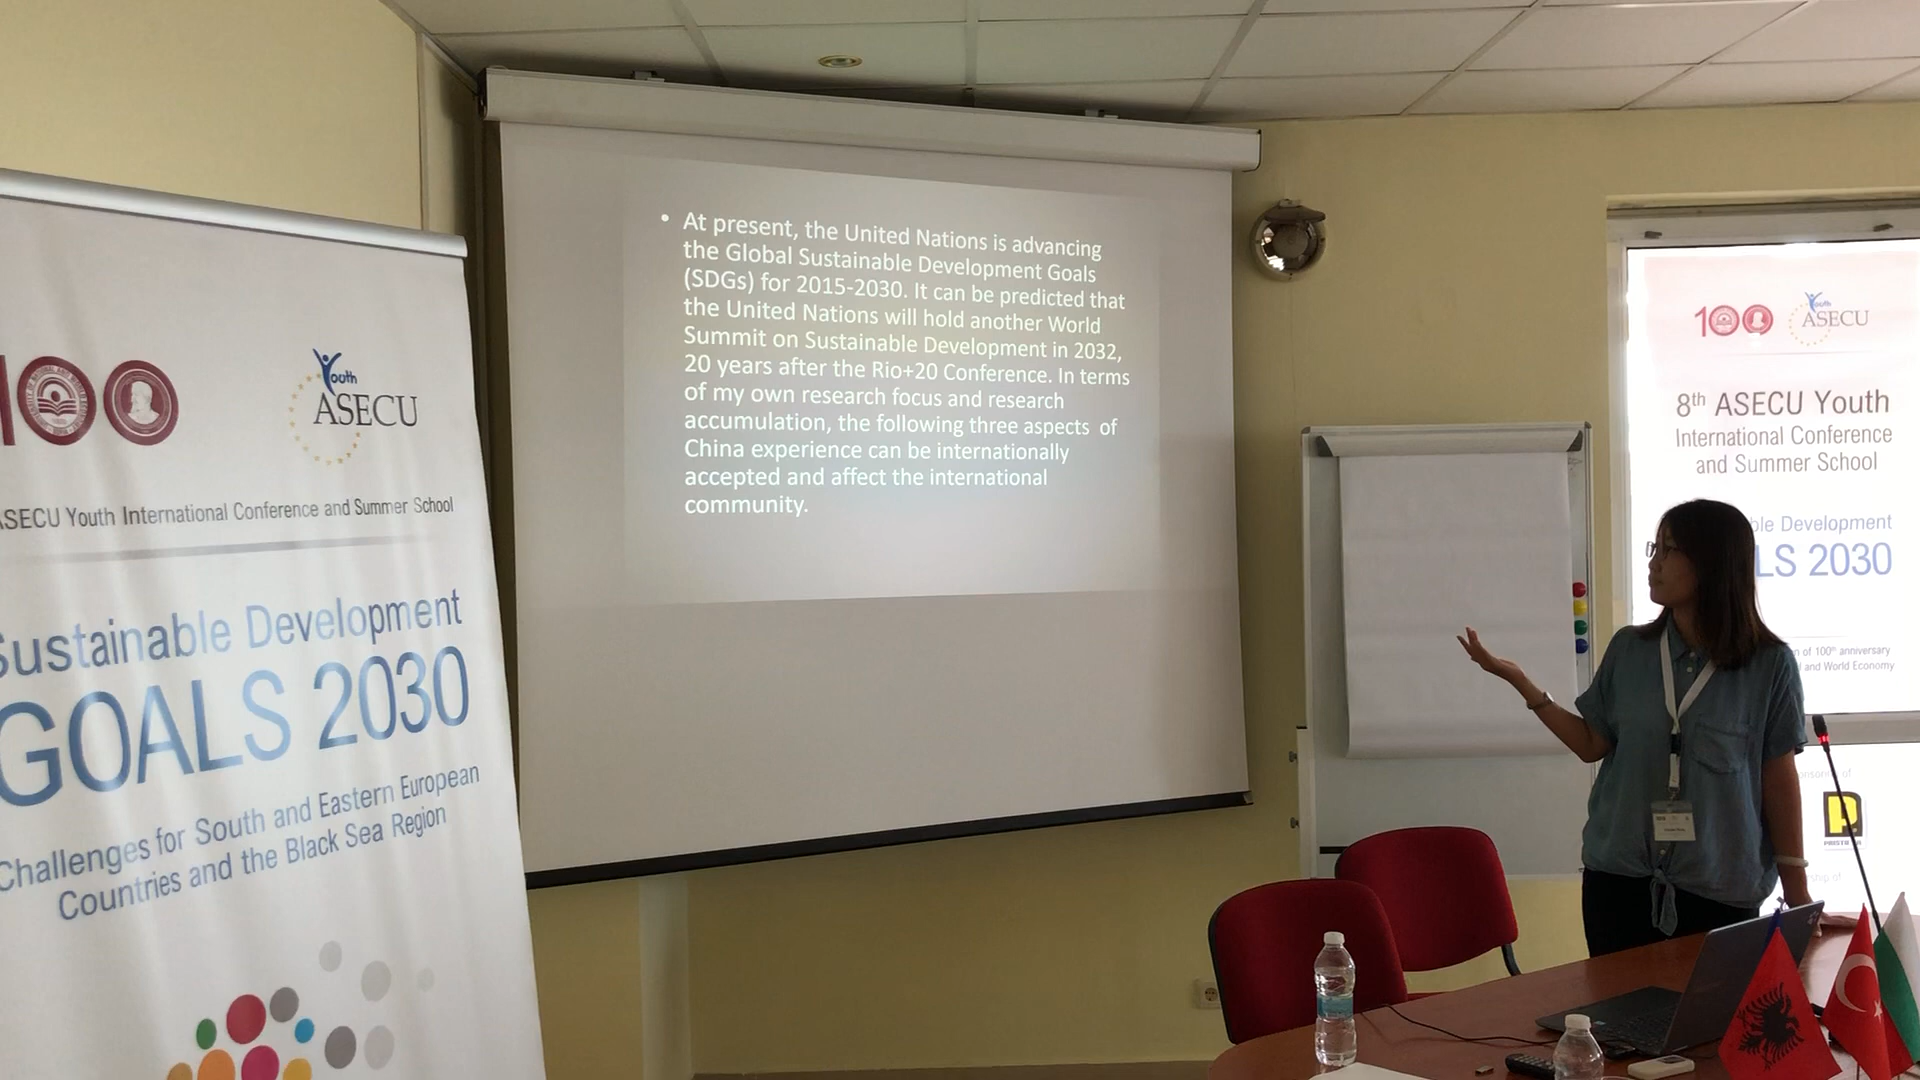 100
Youth
ASECU
ASECU Youth International Conference and Summer School
Sustainable Development
GOALS 2030
Challenges for South and Eastern European
Countries and the Black Sea Region
• At present, the United Nations is advancing
the Global Sustainable Development Goals
(SDGs) for 2015-2030. It can be predicted that
the United Nations will hold another World
Summit on Sustainable Development in 2032,
20 years after the Rio+20 Conference. In terms
of my own research focus and research
accumulation, the following three aspects of
China experience can be internationally
accepted and affect the international
community.
100
Youth
ASECU
8th ASECU Youth
International Conference
and Summer School
ble Development
LS 2030
n of 100th anniversary
l and World Economy